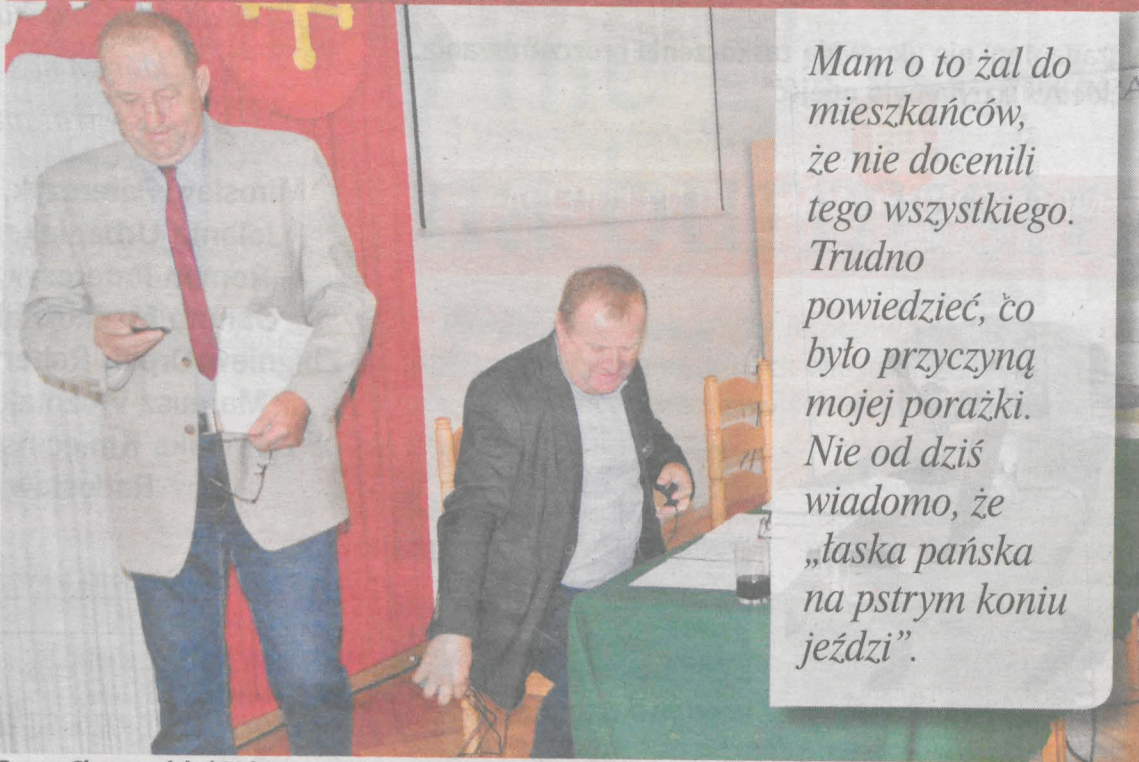 Mam o to żal do
mieszkańców,
że nie docenili
tego wszystkiego.
Trudno
powiedzieć, co
było przyczyną
mojej porażki.
Nie od dziś
wiadomo, że
„łaska pańska
na pstrym koniu
jeździ”.